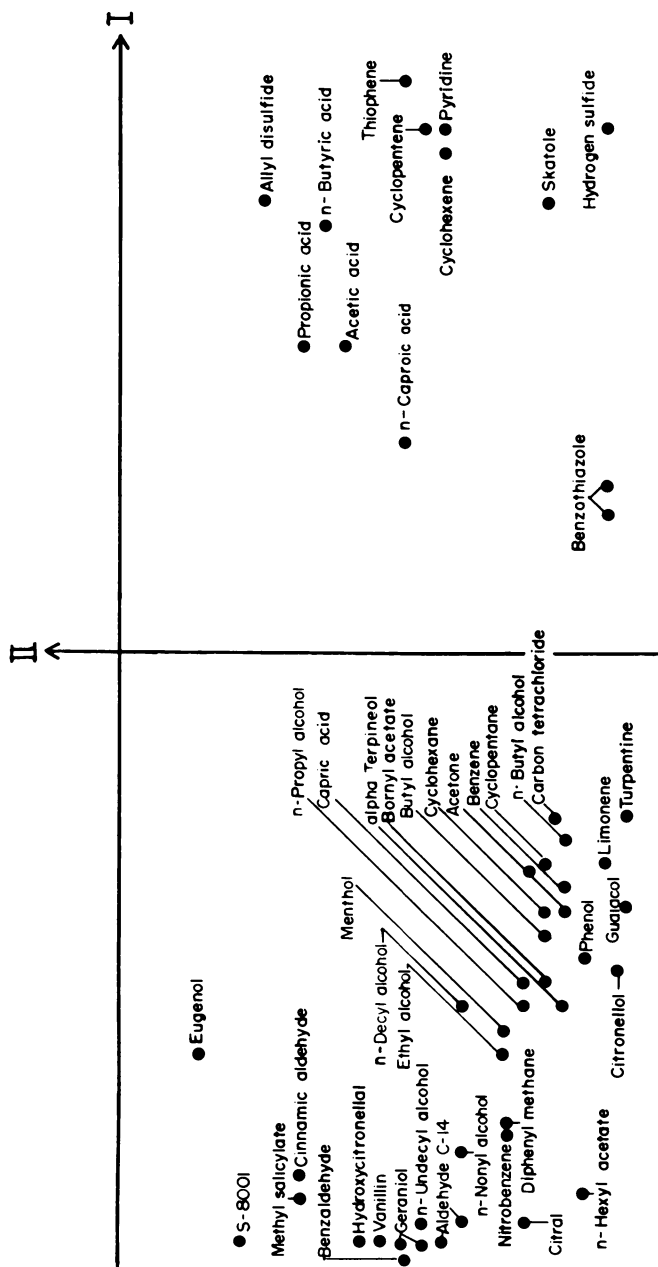 I
II
Allyl disulfide
n-Butyric acid
Thiophene
Cyclopentene
Pyridine
Cyclohexene
Skatole
Hydrogen sulfide
Propionic acid
Acetic acid
n-Caproic acid
Benzothiazole
n-Propyl alcohol
Capric acid
alpha Terpineol
Bornyl acetate
Butyl alcohol
Cyclohexane
Acetone
Benzene
Cyclopentane
n-Butyl alcohol
Carbon tetrachloride
Turpentine
Limonene
Guaiacol
Phenol
Citronellol
Menthol
n-Decyl alcohol
Ethyl alcohol
Eugenol
S-8001
Methyl salicylate
Cinnamic aldehyde
Benzaldehyde
Hydroxycitronellal
Vanillin
Geraniol
n-Undecyl alcohol
Aldehyde C-14
n-Nonyl alcohol
Nitrobenzene
Diphenyl methane
Citral
n-Hexyl acetate